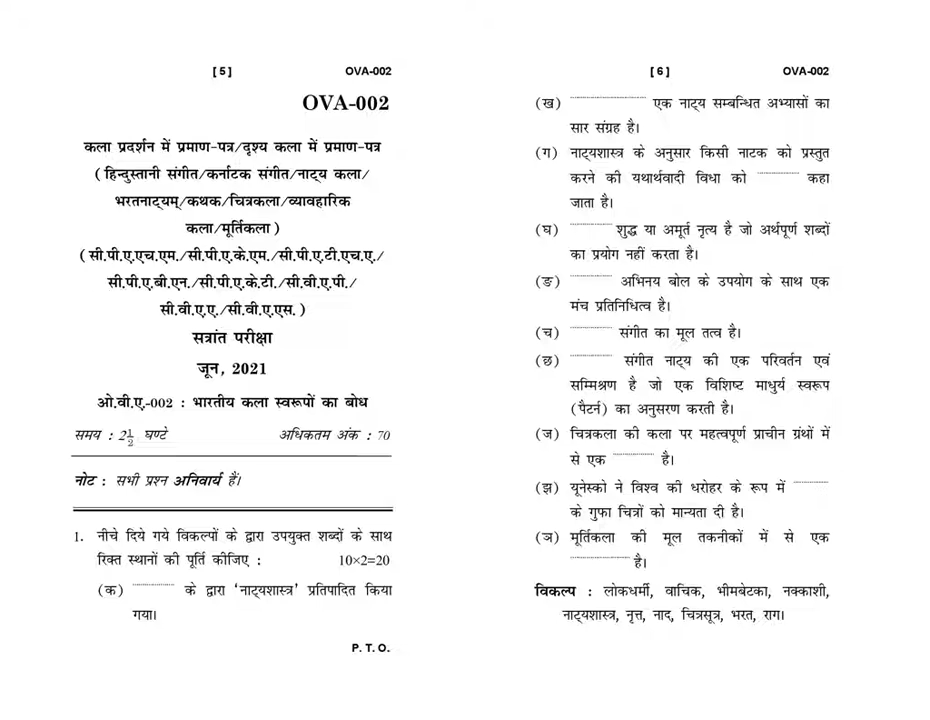 [ 5 ] OVA-002
OVA-002
कला प्रदर्शन में प्रमाण-पत्र/दृश्य कला में प्रमाण-पत्र
( हिन्दुस्तानी संगीत/कर्नाटक संगीत/नाट्य कला/
भरतनाट्यम्/कथक/चित्रकला/व्यावहारिक
कला/मूर्तिकला )
( सी.पी.ए.एच.एम./सी.पी.ए.के.एम./सी.पी.ए.टी.एच.ए./
सी.पी.ए.बी.एन./सी.पी.ए.के.टी./सी.वी.ए.पी./
सी.वी.ए.ए./सी.वी.ए.एस. )
सत्रांत परीक्षा
जून, 2021
ओ.वी.ए.-002 : भारतीय कला स्वरूपों का बोध
समय : 2½ घण्टे अधिकतम अंक : 70
नोट : सभी प्रश्न अनिवार्य हैं।
1. नीचे दिये गये विकल्पों के द्वारा उपयुक्त शब्दों के साथ
रिक्त स्थानों की पूर्ति कीजिए : 10×2=20
(क) .............. के द्वारा 'नाट्यशास्त्र' प्रतिपादित किया
गया।
P. T. O.
[ 6 ] OVA-002
(ख) ......................... एक नाट्य सम्बन्धित अभ्यासों का
सार संग्रह है।
(ग) नाट्यशास्त्र के अनुसार किसी नाटक को प्रस्तुत
करने की यथार्थवादी विधा को .............. कहा
जाता है।
(घ) .............. शुद्ध या अमूर्त नृत्य है जो अर्थपूर्ण शब्दों
का प्रयोग नहीं करता है।
(ङ) .............. अभिनय बोल के उपयोग के साथ एक
मंच प्रतिनिधित्व है।
(च) .............. संगीत का मूल तत्व है।
(छ) .............. संगीत नाट्य की एक परिवर्तन एवं
सम्मिश्रण है जो एक विशिष्ट माधुर्य स्वरूप
(पैटर्न) का अनुसरण करती है।
(ज) चित्रकला की कला पर महत्वपूर्ण प्राचीन ग्रंथों में
से एक .............. है।
(झ) यूनेस्को ने विश्व की धरोहर के रूप में ............
के गुफा चित्रों को मान्यता दी है।
(ञ) मूर्तिकला की मूल तकनीकों में से एक
.................... है।
विकल्प : लोकधर्मी, वाचिक, भीमबेटका, नक्काशी,
नाट्यशास्त्र, नृत्त, नाद, चित्रसूत्र, भरत, राग।